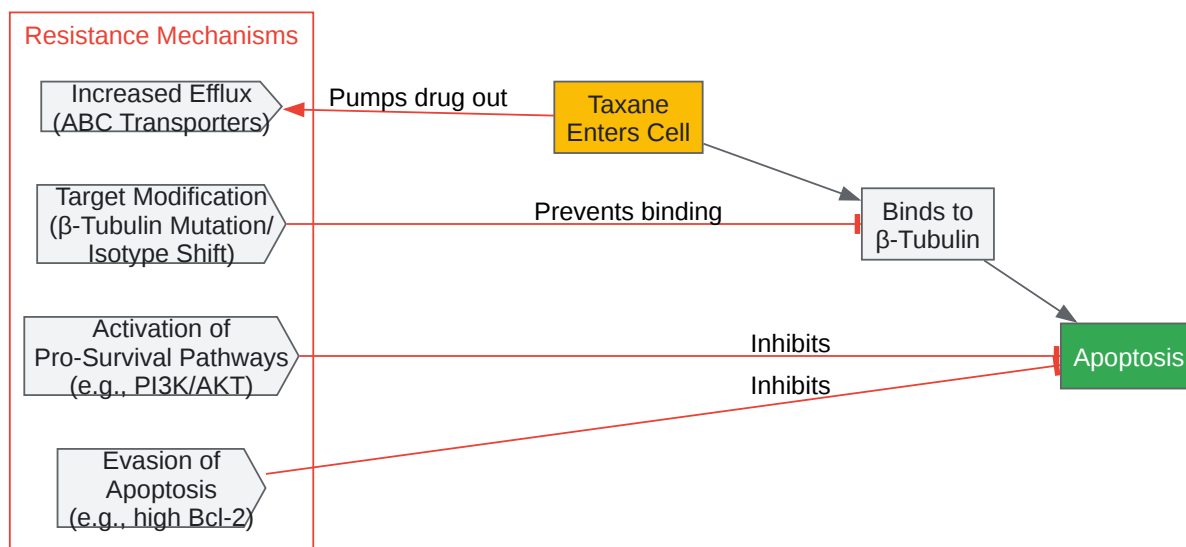 Resistance Mechanisms
Increased Efflux
(ABC Transporters)
Pumps drug out
Taxane
Enters Cell
Target Modification
(β-Tubulin Mutation/
Isotype Shift)
Prevents binding
Binds to
β-Tubulin
Activation of
Pro-Survival Pathways
(e.g., PI3K/AKT)
Inhibits
Apoptosis
Inhibits
Evasion of
Apoptosis
(e.g., high Bcl-2)